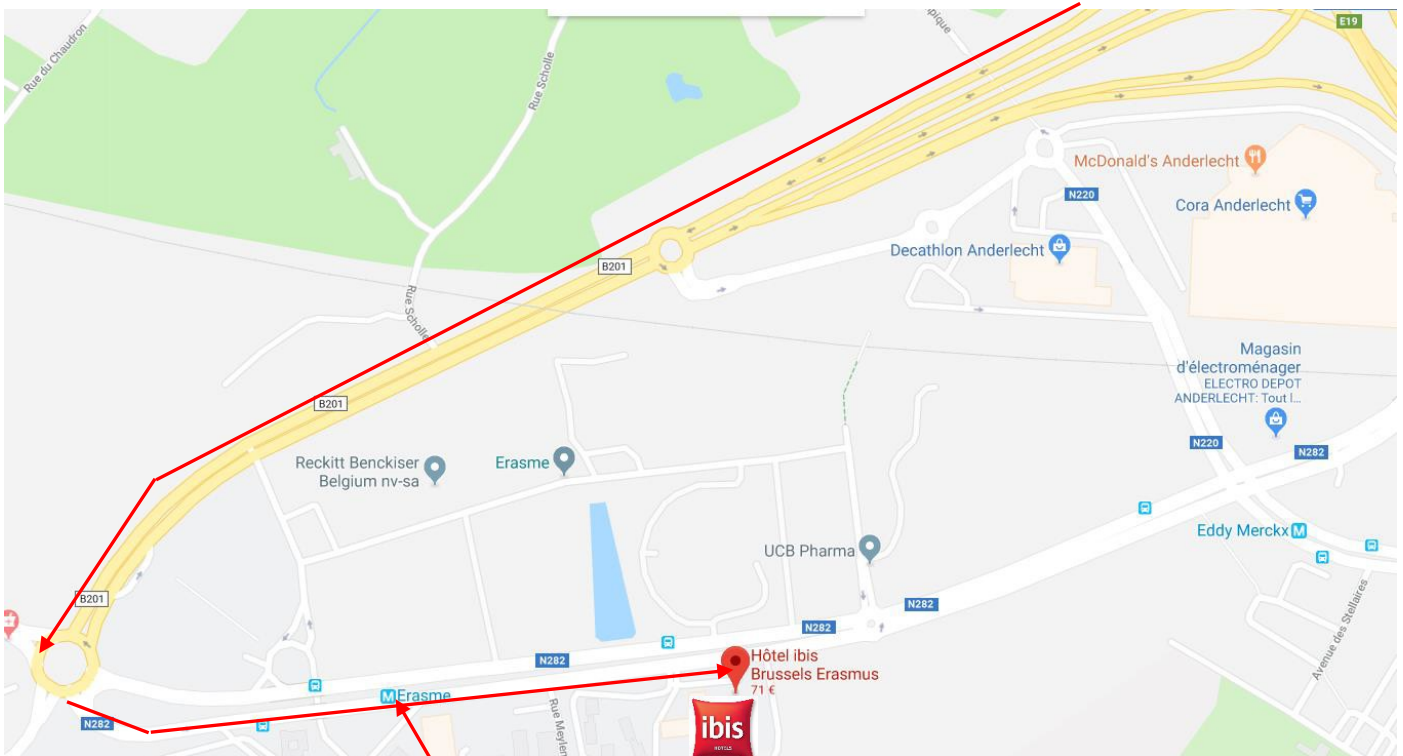 Rue du Chaudron
Rue Scholle
E19
McDonald's Anderlecht
N220
Cora Anderlecht
Decathlon Anderlecht
B201
Rue Scholle
Magasin
d'électroménager
ELECTRO DEPOT
ANDERLECHT: Tout l...
B201
N220
N282
Reckitt Benckiser
Belgium nv-sa
Erasme
Eddy Merckx M
UCB Pharma
B201
N282
N282
Avenue des Stellaires
N282
Hôtel ibis
Brussels Erasmus
71 €
M Erasme
N282
ibis
HOTELS